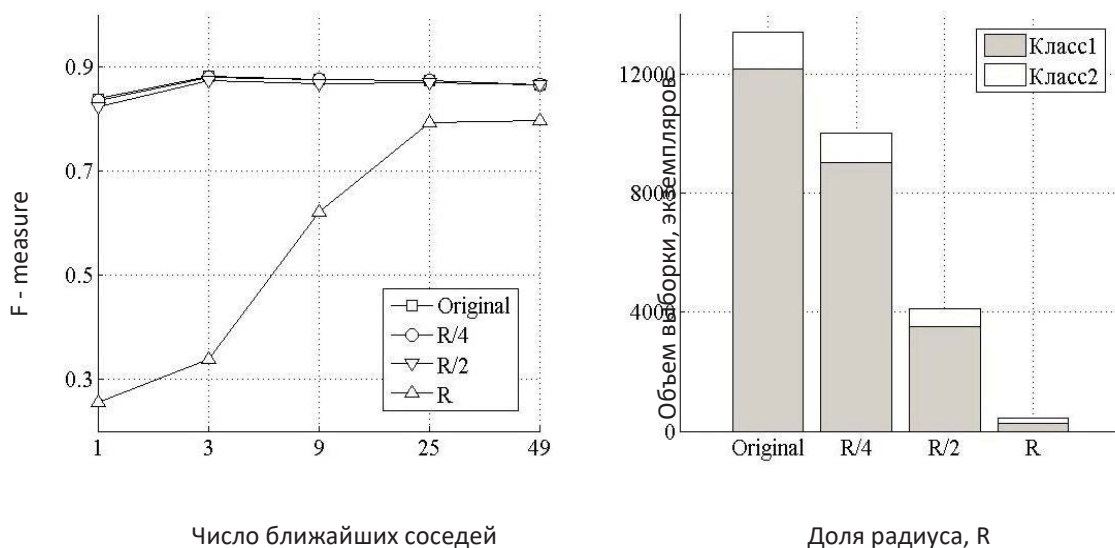 F - measure
0.9
0.7
0.5
0.3
1 3 9 25 49
Original
R/4
R/2
R
Число ближайших соседей
Объем выборки, экземпляров
12000
8000
4000
0
Original R/4 R/2 R
Класс1
Класс2
Доля радиуса, R